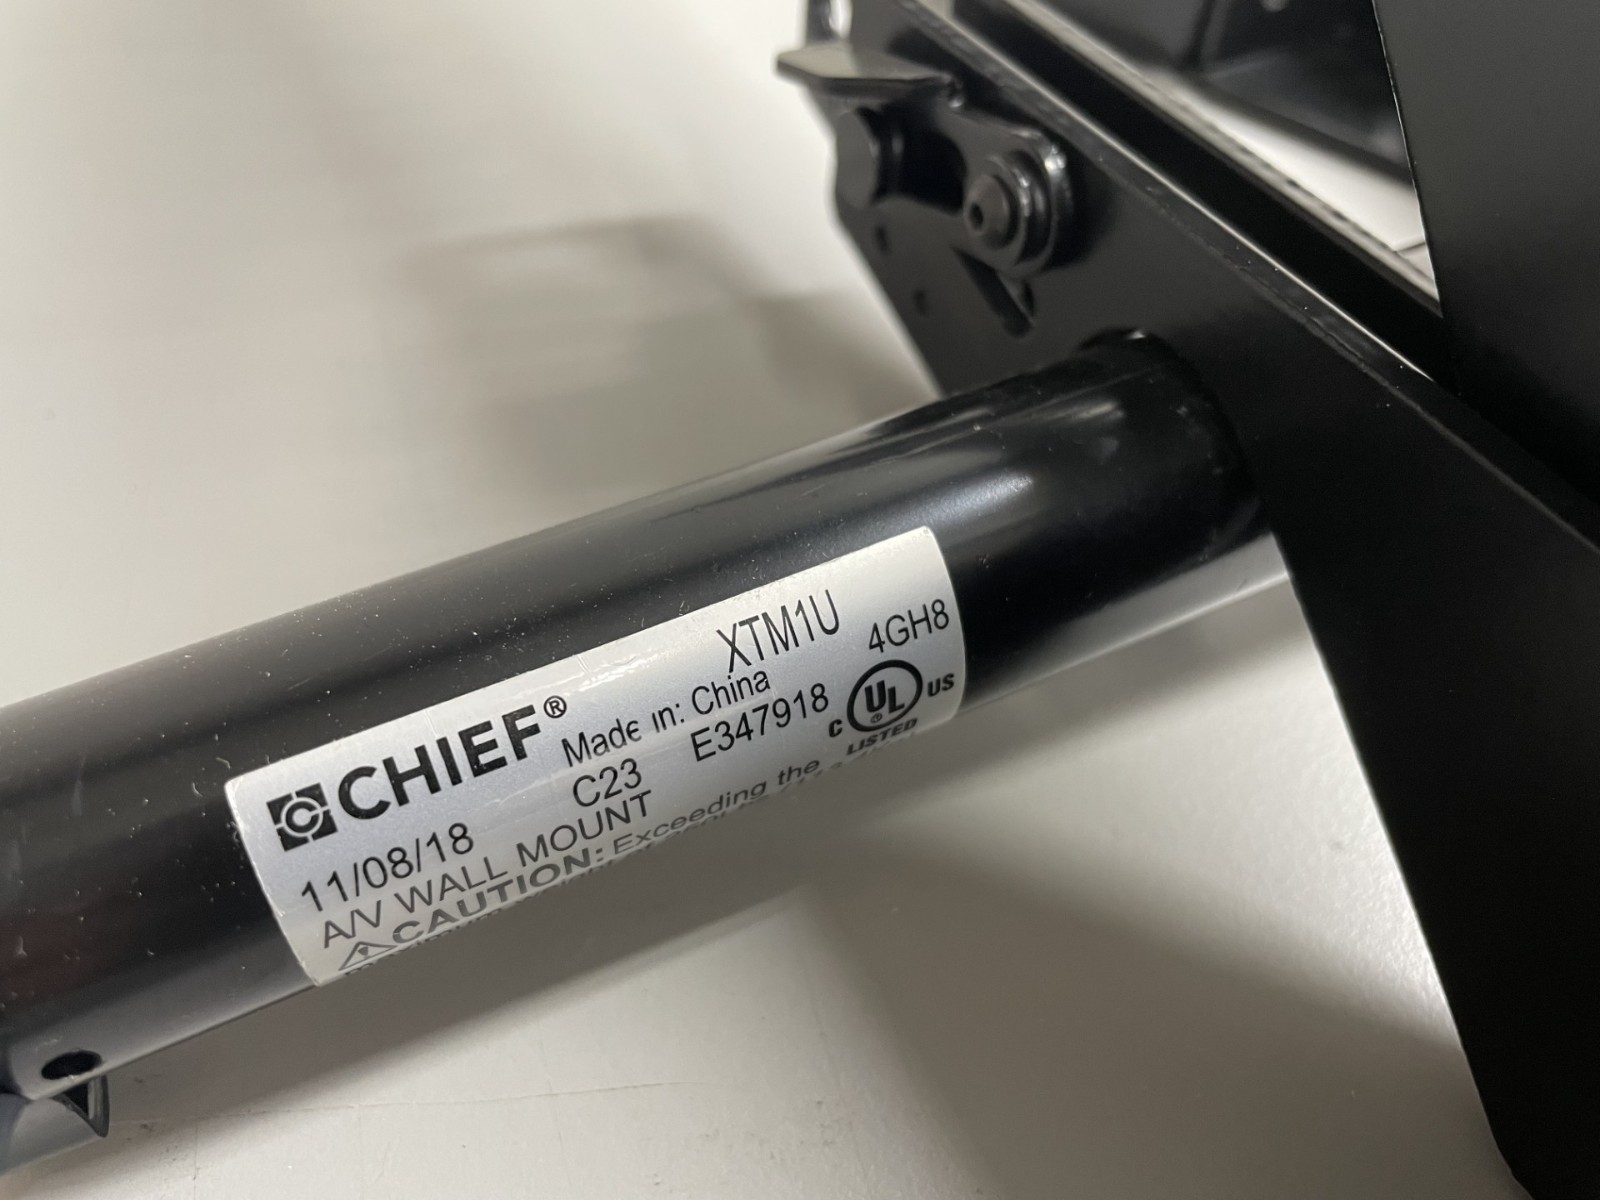 CHIEF®
XTM1U
Made in: China
4GH8
11/08/18
C23
E347918
C UL ® US
LISTED
A/V WALL MOUNT
⚠CAUTION: Exceeding the